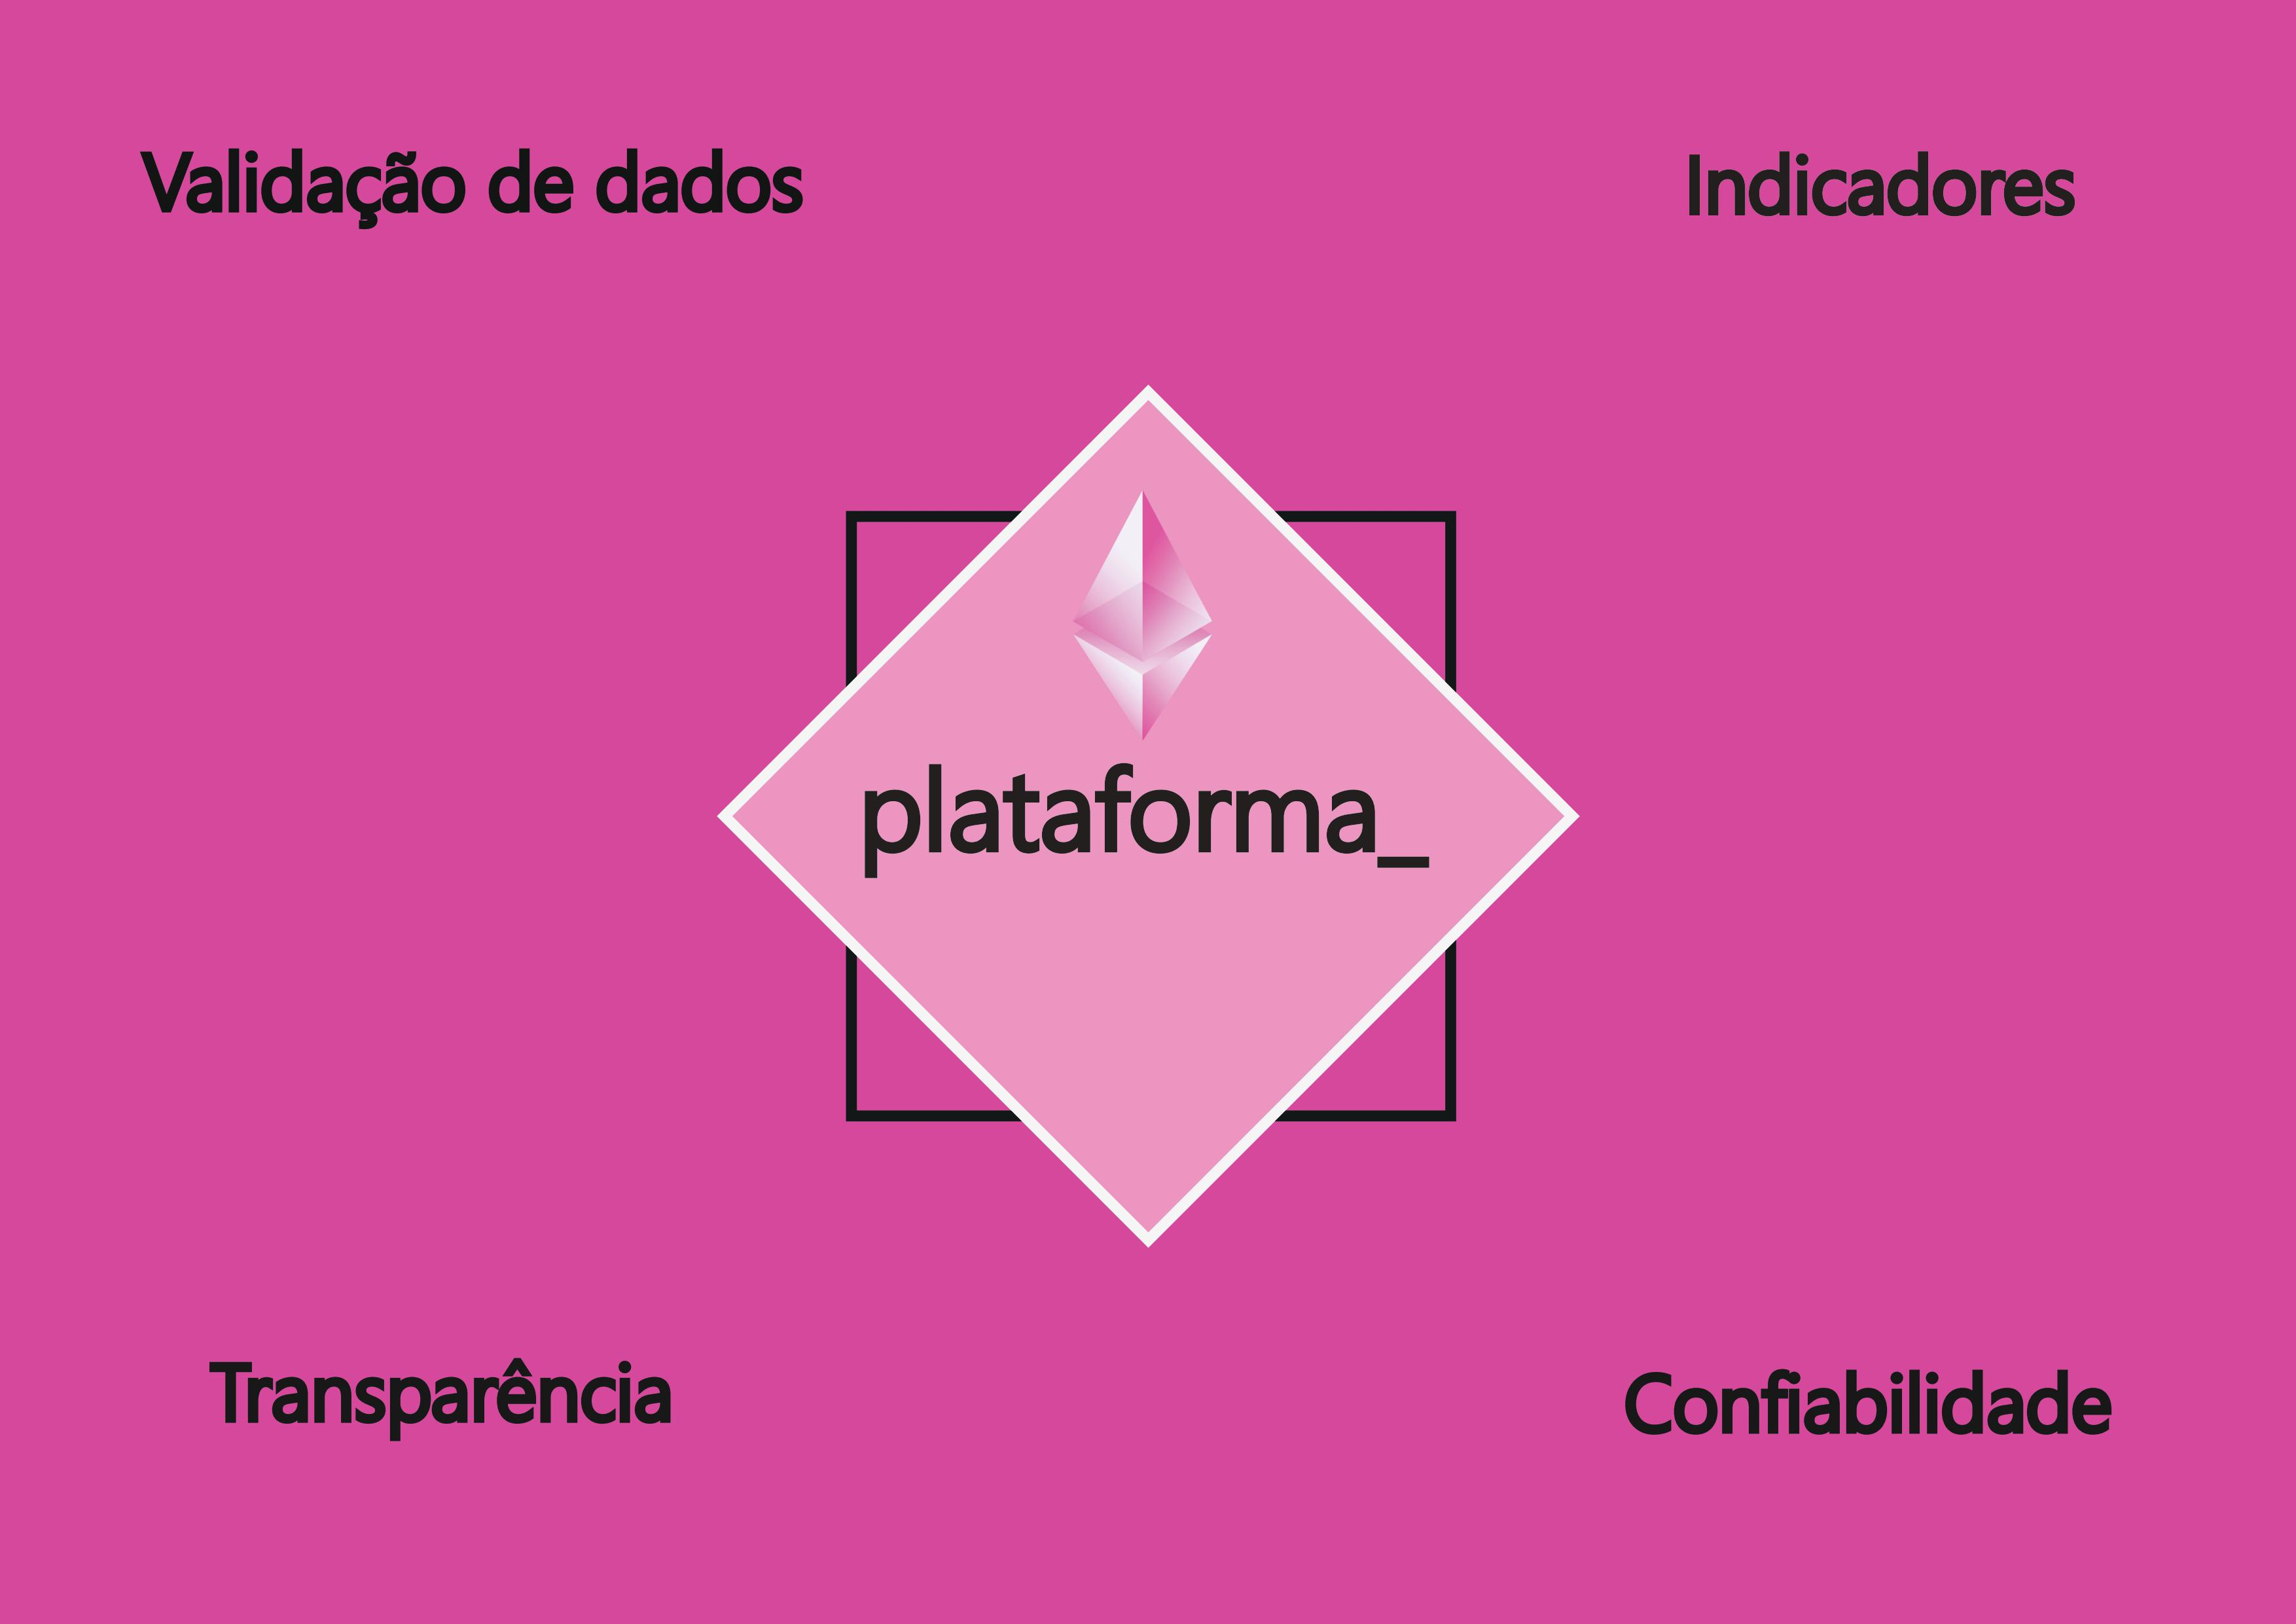 Validação de dados
Indicadores
plataforma_
Transparência
Confiabilidade